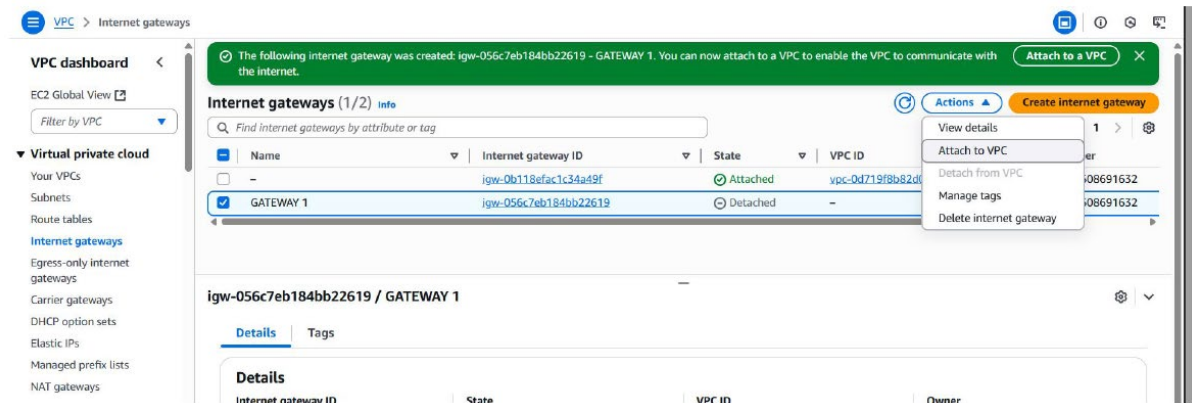 VPC > Internet gateways
VPC dashboard
EC2 Global View
Filter by VPC
Virtual private cloud
Your VPCs
Subnets
Route tables
Internet gateways
Egress-only internet
gateways
Carrier gateways
DHCP option sets
Elastic IPs
Managed prefix lists
NAT gateways
The following internet gateway was created: igw-056c7eb184bb22619 - GATEWAY 1. You can now attach to a VPC to enable the VPC to communicate with
the internet.
Attach to a VPC
Internet gateways (1/2) Info
Actions
Create internet gateway
Find internet gateways by attribute or tag
1
View details
Attach to VPC
Detach from VPC
Manage tags
Delete internet gateway
Name Internet gateway ID State VPC ID er
– igw-0b118efac1c34a49f Attached vpc-0d719f8b82d 08691632
GATEWAY 1 igw-056c7eb184bb22619 Detached – 08691632
igw-056c7eb184bb22619 / GATEWAY 1
Details Tags
Details
Internet gateway ID State VPC ID Owner